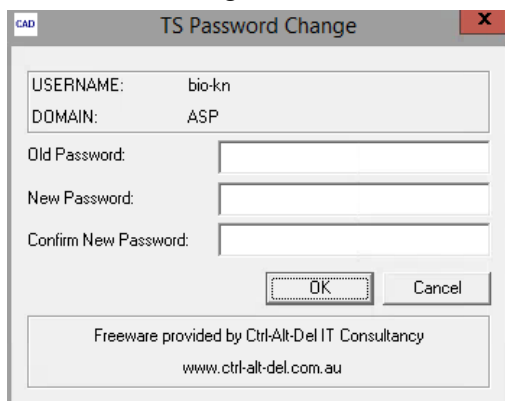 CAD TS Password Change X
USERNAME: bio-kn
DOMAIN: ASP
Old Password:
New Password:
Confirm New Password:
OK Cancel
Freeware provided by Ctrl-Alt-Del IT Consultancy
www.ctrl-alt-del.com.au